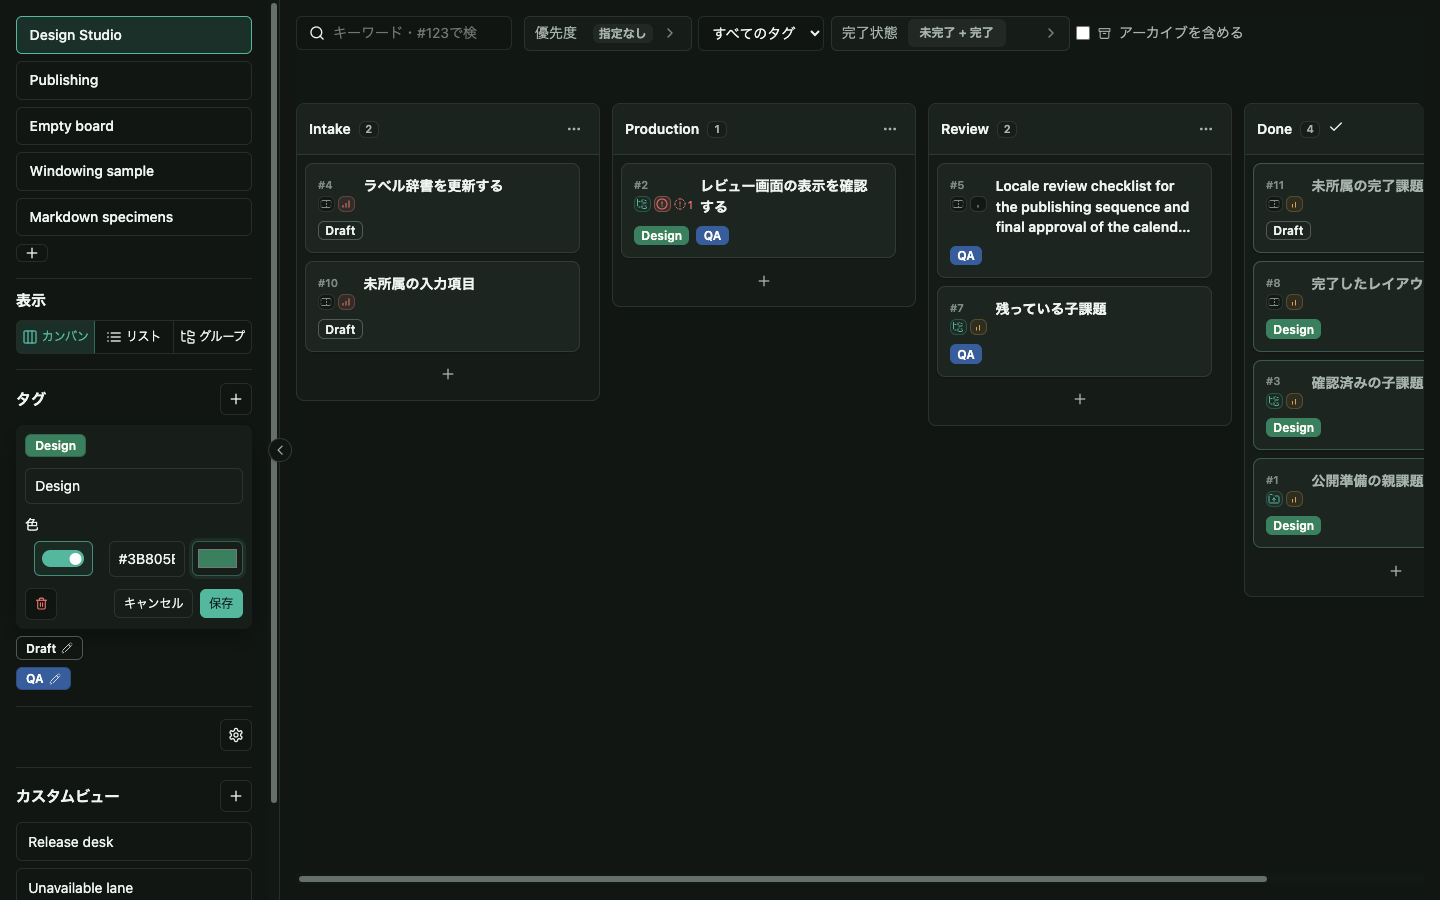 Design Studio
Publishing
Empty board
Windowing sample
Markdown specimens
表示
カンバン
リスト
グループ
タグ
Design
Design
色
#3B805E
キャンセル
保存
Draft
QA
カスタムビュー
Release desk
Unavailable lane
キーワード・#123で検
優先度 指定なし
すべてのタグ
完了状態 未完了 + 完了
アーカイブを含める
Intake 2
#4 ラベル辞書を更新する
Draft
#10 未所属の入力項目
Draft
Production 1
#2 レビュー画面の表示を確認
する
1
Design QA
Review 2
#5 Locale review checklist for
the publishing sequence and
final approval of the calend...
QA
#7 残っている子課題
QA
Done 4
#11 未所属の完了課題
Draft
#8 完了したレイアウ
Design
#3 確認済みの子課題
Design
#1 公開準備の親課題
Design